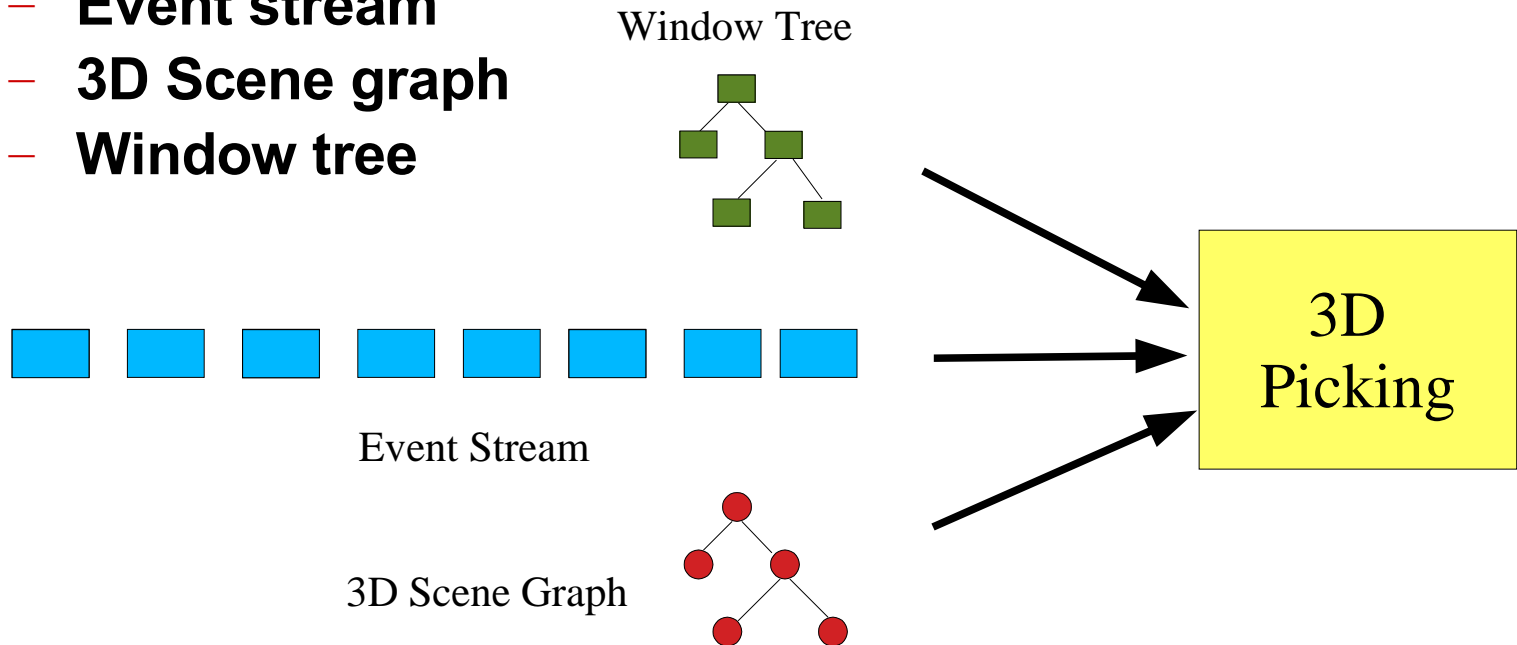 – Event stream
– 3D Scene graph
– Window tree
Window Tree
Event Stream
3D Scene Graph
3D
Picking